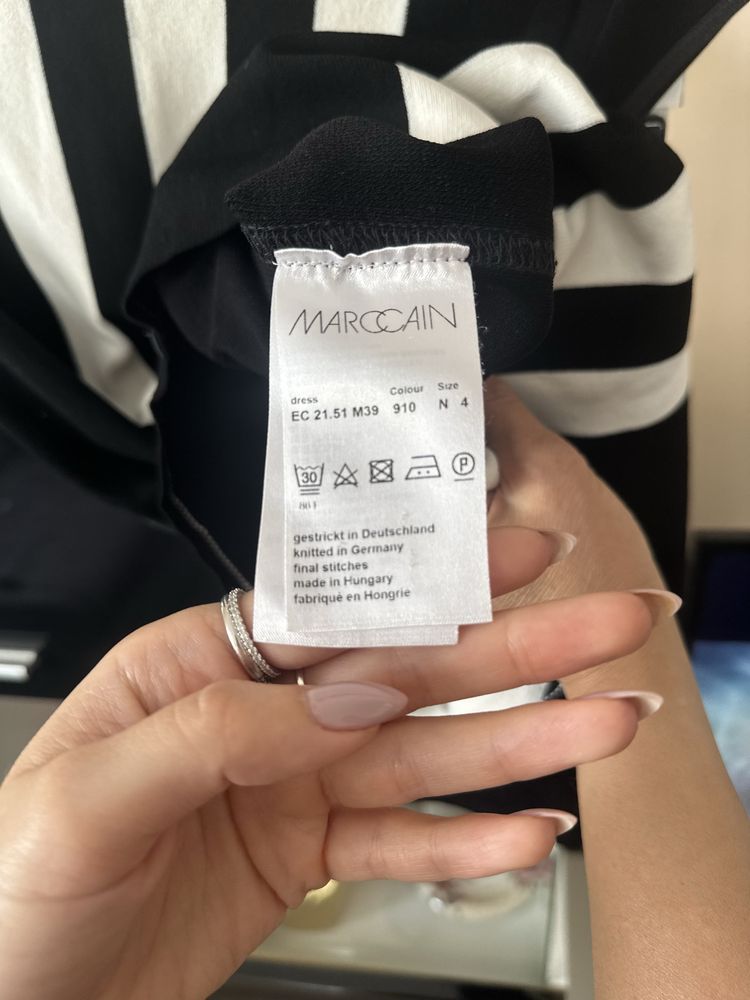 MARCCAIN
dress Colour Size
EC 21.51 M39 910 N 4
30 P
gestrickt in Deutschland
knitted in Germany
final stitches
made in Hungary
fabriqué en Hongrie